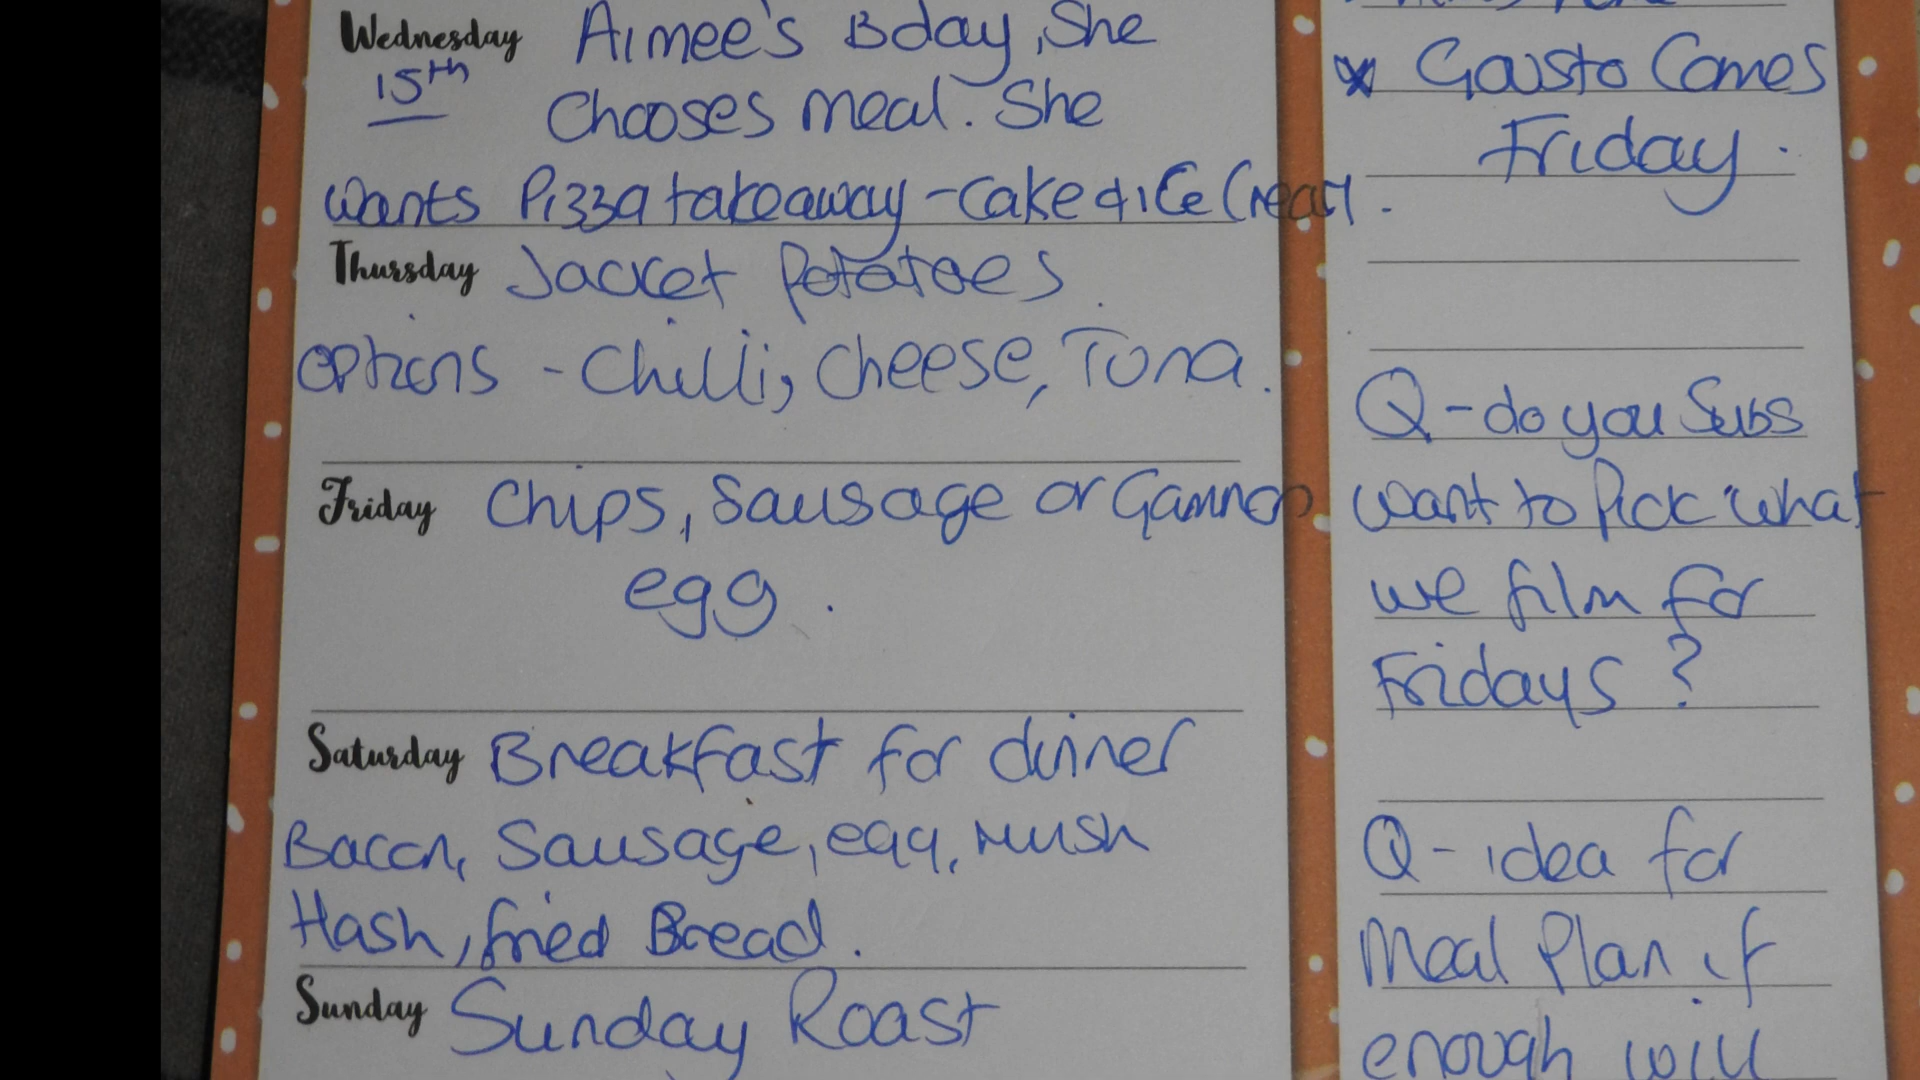 Wednesday Aimee's Bday, She
15th Chooses meal. She
wants Pizza takeaway - cake & ice Cream.
Thursday Jacket Potatoes.
options - Chilli, Cheese, Tuna.
Friday Chips, Sausage or Gammon
egg.
Saturday Breakfast for dinner
Bacon, Sausage, egg, Mush
Hash, fried Bread.
Sunday Sunday Roast
* Gousto Comes
Friday.
Q - do you Subs
want to Pick what
we film for
Fridays?
Q - idea for
Meal Plan if
enough will